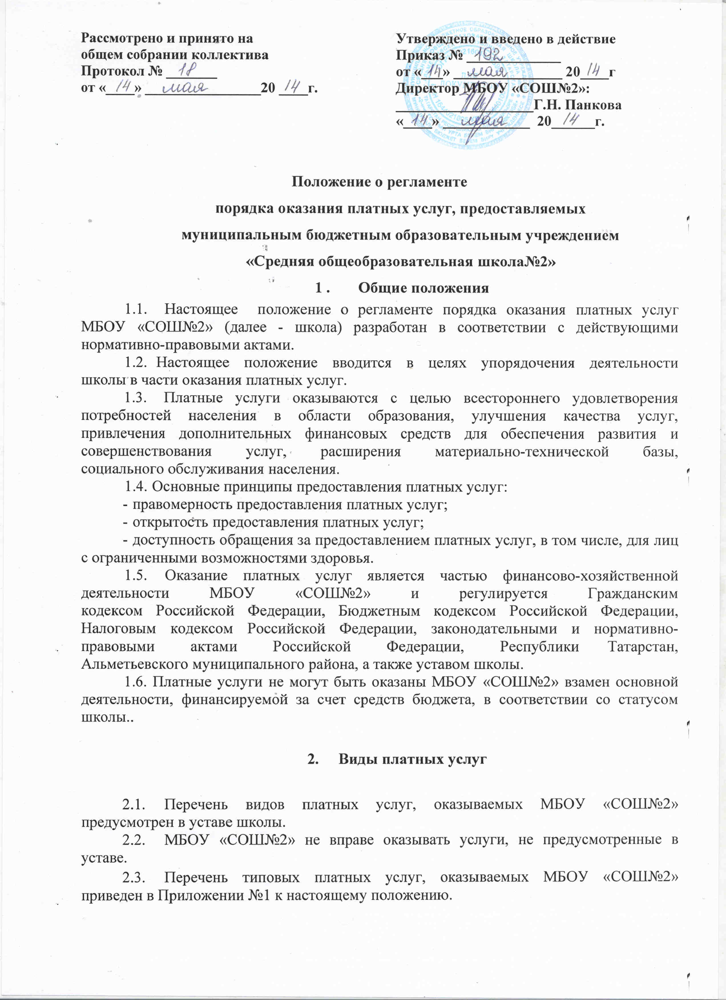 Рассмотрено и принято на
общем собрании коллектива
Протокол № 18
от «14» мая 20 14 г.
Утверждено и введено в действие
Приказ № 192
от «14» мая 20 14 г
Директор МБОУ «СОШ№2»:
Г.Н. Панкова
«14» мая 20 14 г.
Положение о регламенте
порядка оказания платных услуг, предоставляемых
муниципальным бюджетным образовательным учреждением
«Средняя общеобразовательная школа№2»
1 . Общие положения
1.1. Настоящее положение о регламенте порядка оказания платных услуг
МБОУ «СОШ№2» (далее - школа) разработан в соответствии с действующими
нормативно-правовыми актами.
1.2. Настоящее положение вводится в целях упорядочения деятельности
школы в части оказания платных услуг.
1.3. Платные услуги оказываются с целью всестороннего удовлетворения
потребностей населения в области образования, улучшения качества услуг,
привлечения дополнительных финансовых средств для обеспечения развития и
совершенствования услуг, расширения материально-технической базы,
социального обслуживания населения.
1.4. Основные принципы предоставления платных услуг:
- правомерность предоставления платных услуг;
- открытость предоставления платных услуг;
- доступность обращения за предоставлением платных услуг, в том числе, для лиц
с ограниченными возможностями здоровья.
1.5. Оказание платных услуг является частью финансово-хозяйственной
деятельности МБОУ «СОШ№2» и регулируется Гражданским
кодексом Российской Федерации, Бюджетным кодексом Российской Федерации,
Налоговым кодексом Российской Федерации, законодательными и нормативно-
правовыми актами Российской Федерации, Республики Татарстан,
Альметьевского муниципального района, а также уставом школы.
1.6. Платные услуги не могут быть оказаны МБОУ «СОШ№2» взамен основной
деятельности, финансируемой за счет средств бюджета, в соответствии со статусом
школы..
2. Виды платных услуг
2.1. Перечень видов платных услуг, оказываемых МБОУ «СОШ№2»
предусмотрен в уставе школы.
2.2. МБОУ «СОШ№2» не вправе оказывать услуги, не предусмотренные в
уставе.
2.3. Перечень типовых платных услуг, оказываемых МБОУ «СОШ№2»
приведен в Приложении №1 к настоящему положению.